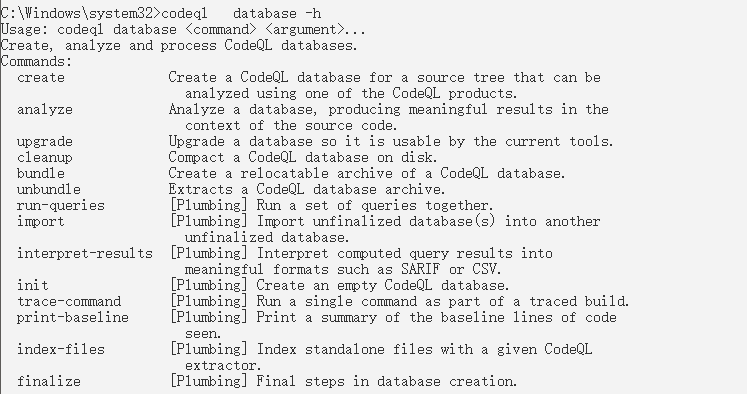 C:\Windows\system32>codeql   database -h
Usage: codeql database <command> <argument>...
Create, analyze and process CodeQL databases.
Commands:
  create             Create a CodeQL database for a source tree that can be
                       analyzed using one of the CodeQL products.
  analyze            Analyze a database, producing meaningful results in the
                       context of the source code.
  upgrade            Upgrade a database so it is usable by the current tools.
  cleanup            Compact a CodeQL database on disk.
  bundle             Create a relocatable archive of a CodeQL database.
  unbundle           Extracts a CodeQL database archive.
  run-queries        [Plumbing] Run a set of queries together.
  import             [Plumbing] Import unfinalized database(s) into another
                       unfinalized database.
  interpret-results  [Plumbing] Interpret computed query results into
                       meaningful formats such as SARIF or CSV.
  init               [Plumbing] Create an empty CodeQL database.
  trace-command      [Plumbing] Run a single command as part of a traced build.
  print-baseline     [Plumbing] Print a summary of the baseline lines of code
                       seen.
  index-files        [Plumbing] Index standalone files with a given CodeQL
                       extractor.
  finalize           [Plumbing] Final steps in database creation.